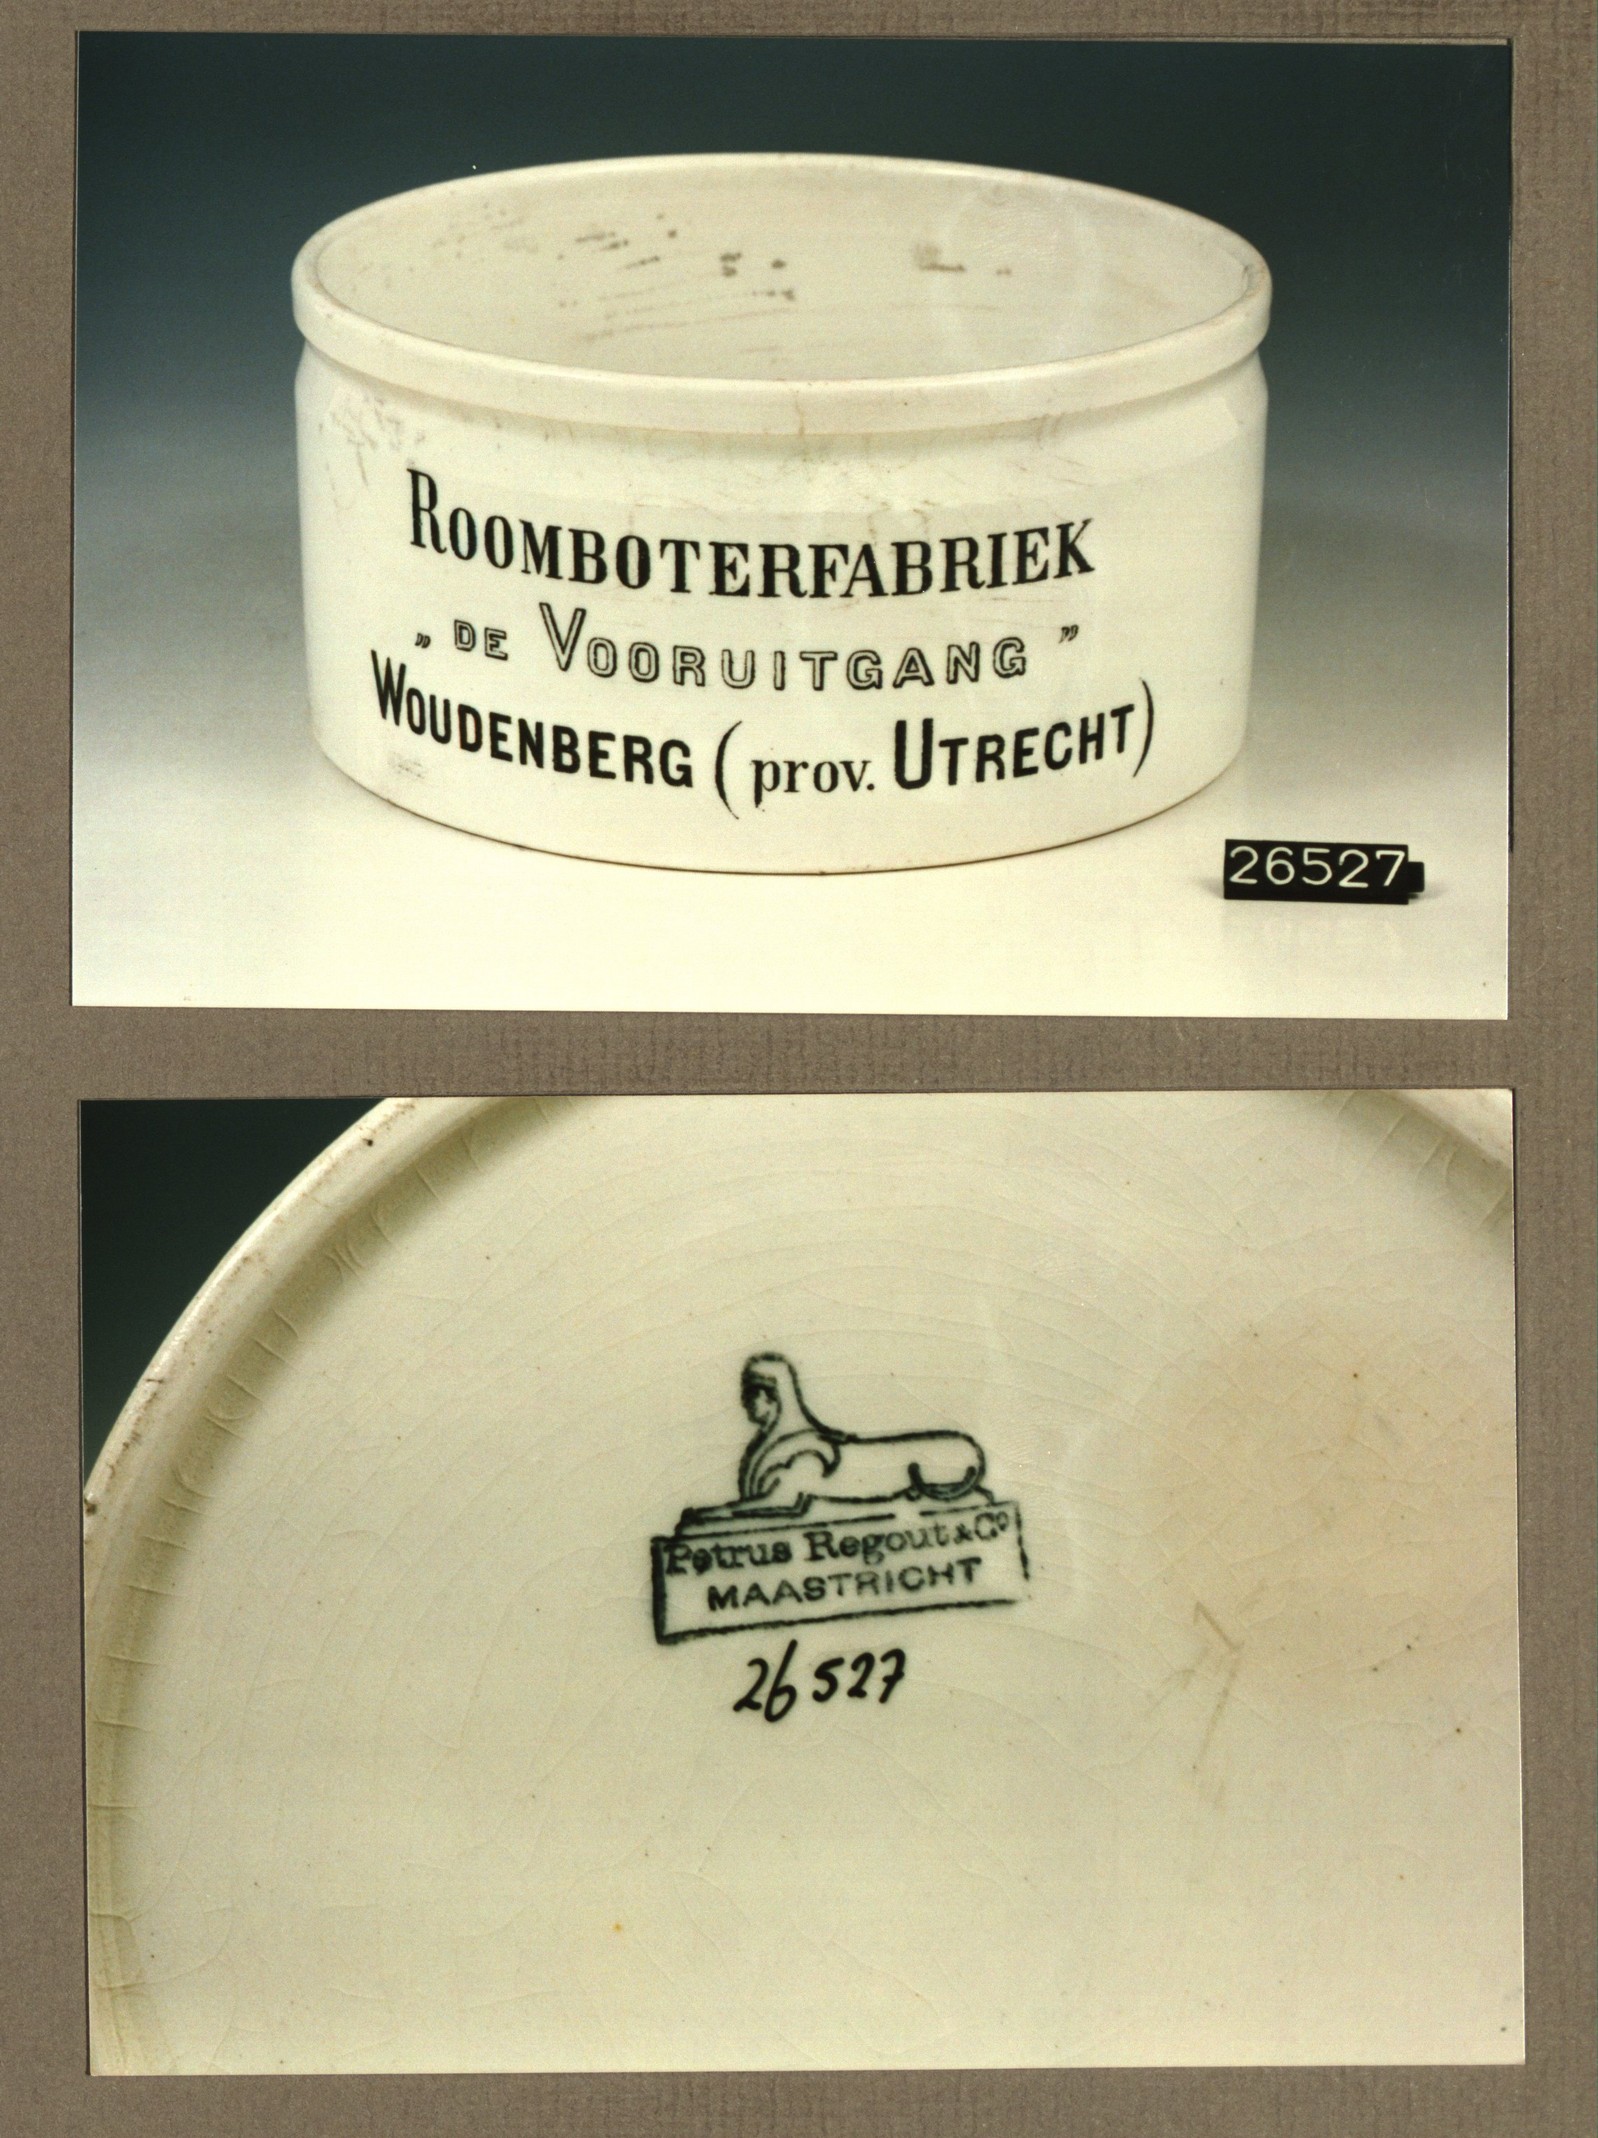 ROOMBOTERFABRIEK
„ DE VOORUITGANG ”
WOUDENBERG (prov. UTRECHT)
26527
Petrus Regout & Co
MAASTRICHT
26527